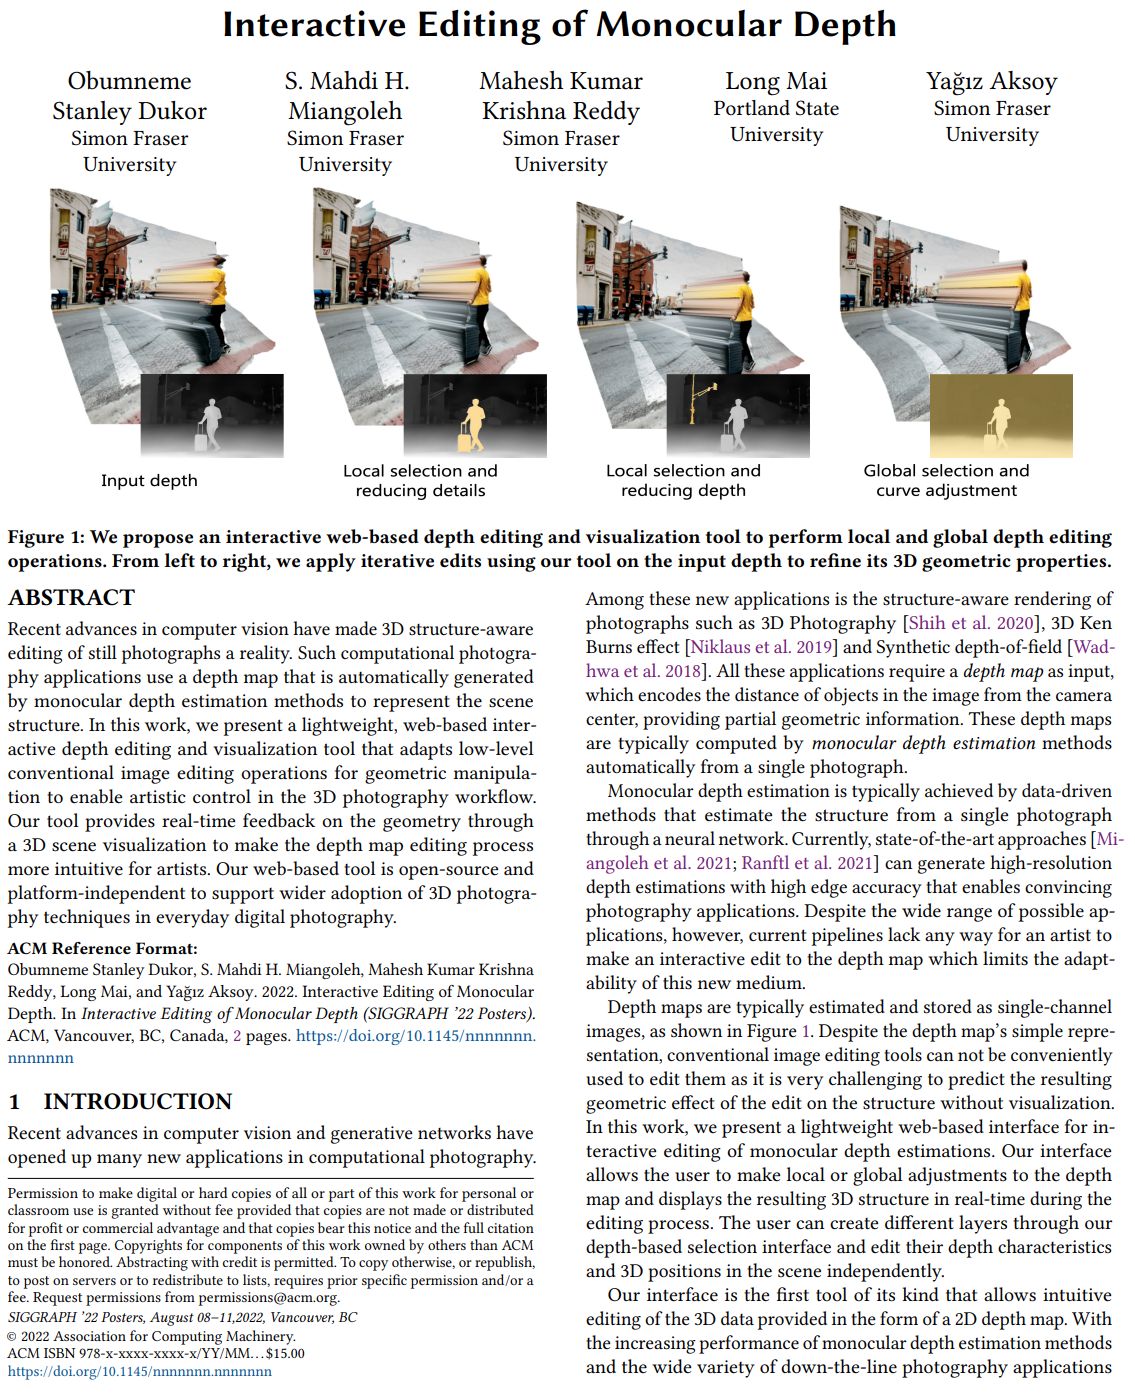 Interactive Editing of Monocular Depth
Obumneme
Stanley Dukor
Simon Fraser
University
S. Mahdi H.
Miangoleh
Simon Fraser
University
Mahesh Kumar
Krishna Reddy
Simon Fraser
University
Long Mai
Portland State
University
Yağız Aksoy
Simon Fraser
University
Input depth
Local selection and
reducing details
Local selection and
reducing depth
Global selection and
curve adjustment
Figure 1: We propose an interactive web-based depth editing and visualization tool to perform local and global depth editing
operations. From left to right, we apply iterative edits using our tool on the input depth to refine its 3D geometric properties.
ABSTRACT
Recent advances in computer vision have made 3D structure-aware
editing of still photographs a reality. Such computational photogra-
phy applications use a depth map that is automatically generated
by monocular depth estimation methods to represent the scene
structure. In this work, we present a lightweight, web-based inter-
active depth editing and visualization tool that adapts low-level
conventional image editing operations for geometric manipula-
tion to enable artistic control in the 3D photography workflow.
Our tool provides real-time feedback on the geometry through
a 3D scene visualization to make the depth map editing process
more intuitive for artists. Our web-based tool is open-source and
platform-independent to support wider adoption of 3D photogra-
phy techniques in everyday digital photography.
ACM Reference Format:
Obumneme Stanley Dukor, S. Mahdi H. Miangoleh, Mahesh Kumar Krishna
Reddy, Long Mai, and Yağız Aksoy. 2022. Interactive Editing of Monocular
Depth. In Interactive Editing of Monocular Depth (SIGGRAPH '22 Posters).
ACM, Vancouver, BC, Canada, 2 pages. https://doi.org/10.1145/nnnnnnn.
nnnnnnn
1 INTRODUCTION
Recent advances in computer vision and generative networks have
opened up many new applications in computational photography.
Permission to make digital or hard copies of all or part of this work for personal or
classroom use is granted without fee provided that copies are not made or distributed
for profit or commercial advantage and that copies bear this notice and the full citation
on the first page. Copyrights for components of this work owned by others than ACM
must be honored. Abstracting with credit is permitted. To copy otherwise, or republish,
to post on servers or to redistribute to lists, requires prior specific permission and/or a
fee. Request permissions from permissions@acm.org.
SIGGRAPH '22 Posters, August 08–11,2022, Vancouver, BC
© 2022 Association for Computing Machinery.
ACM ISBN 978-x-xxxx-xxxx-x/YY/MM...$15.00
https://doi.org/10.1145/nnnnnnn.nnnnnnn
Among these new applications is the structure-aware rendering of
photographs such as 3D Photography [Shih et al. 2020], 3D Ken
Burns effect [Niklaus et al. 2019] and Synthetic depth-of-field [Wad-
hwa et al. 2018]. All these applications require a depth map as input,
which encodes the distance of objects in the image from the camera
center, providing partial geometric information. These depth maps
are typically computed by monocular depth estimation methods
automatically from a single photograph.
Monocular depth estimation is typically achieved by data-driven
methods that estimate the structure from a single photograph
through a neural network. Currently, state-of-the-art approaches [Mi-
angoleh et al. 2021; Ranftl et al. 2021] can generate high-resolution
depth estimations with high edge accuracy that enables convincing
photography applications. Despite the wide range of possible ap-
plications, however, current pipelines lack any way for an artist to
make an interactive edit to the depth map which limits the adapt-
ability of this new medium.
Depth maps are typically estimated and stored as single-channel
images, as shown in Figure 1. Despite the depth map's simple repre-
sentation, conventional image editing tools can not be conveniently
used to edit them as it is very challenging to predict the resulting
geometric effect of the edit on the structure without visualization.
In this work, we present a lightweight web-based interface for in-
teractive editing of monocular depth estimations. Our interface
allows the user to make local or global adjustments to the depth
map and displays the resulting 3D structure in real-time during the
editing process. The user can create different layers through our
depth-based selection interface and edit their depth characteristics
and 3D positions in the scene independently.
Our interface is the first tool of its kind that allows intuitive
editing of the 3D data provided in the form of a 2D depth map. With
the increasing performance of monocular depth estimation methods
and the wide variety of down-the-line photography applications